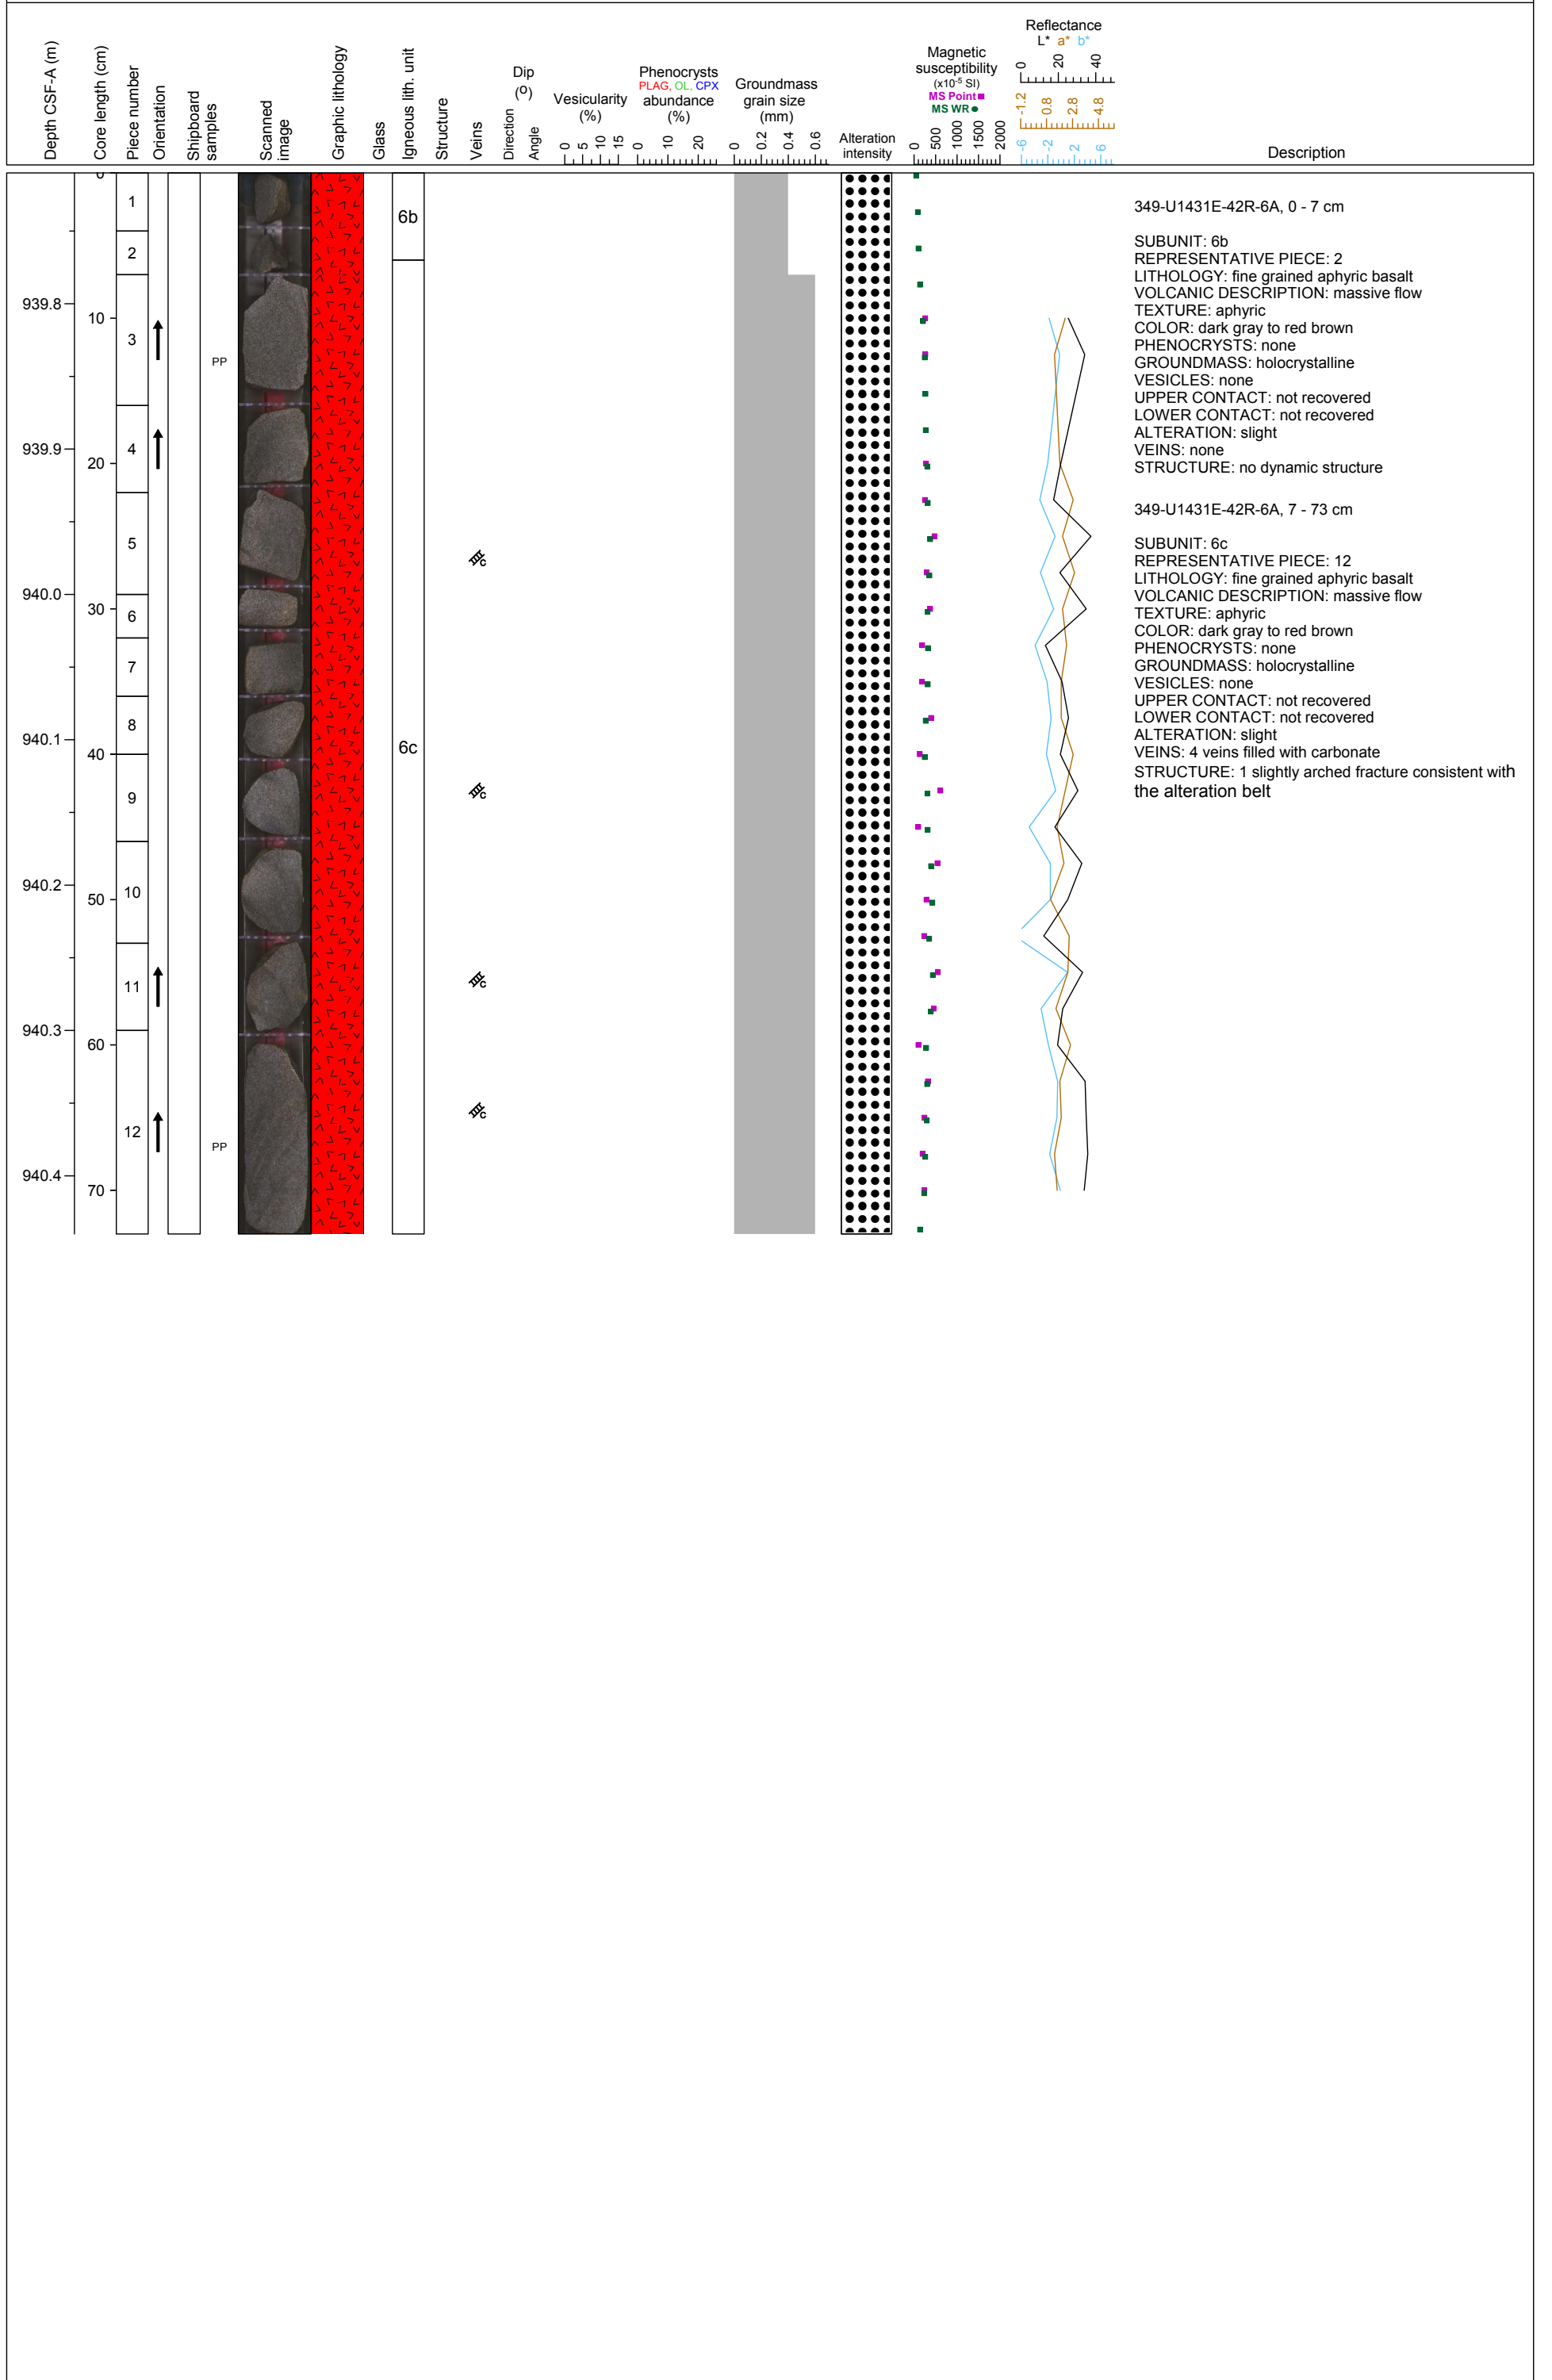 Depth CSF-A (m)
Core length (cm)
Piece number
Orientation
Shipboard
samples
Scanned
image
Graphic lithology
Glass
Igneous lith. unit
Structure
Veins
Dip
(o)
Direction
Angle
Vesicularity
(%)
0 5 10 15
Phenocrysts
PLAG, OL, CPX
abundance
(%)
0 10 20
Groundmass
grain size
(mm)
0 0.2 0.4 0.6
Alteration
intensity
Magnetic
susceptibility
(x10-5 SI)
MS Point
MS WR
0 500 1000 1500 2000
Reflectance
L* a* b*
0 20 40
-1.2 0.8 2.8 4.8
-6 -2 2 6
Description
0
1
6b
2
939.8
10
3
PP
939.9
20
4
5
c
940.0
30
6
7
8
940.1
40
6c
9
c
940.2
50
10
11
c
940.3
60
12
c
PP
940.4
70
349-U1431E-42R-6A, 0 - 7 cm
SUBUNIT: 6b
REPRESENTATIVE PIECE: 2
LITHOLOGY: fine grained aphyric basalt
VOLCANIC DESCRIPTION: massive flow
TEXTURE: aphyric
COLOR: dark gray to red brown
PHENOCRYSTS: none
GROUNDMASS: holocrystalline
VESICLES: none
UPPER CONTACT: not recovered
LOWER CONTACT: not recovered
ALTERATION: slight
VEINS: none
STRUCTURE: no dynamic structure
349-U1431E-42R-6A, 7 - 73 cm
SUBUNIT: 6c
REPRESENTATIVE PIECE: 12
LITHOLOGY: fine grained aphyric basalt
VOLCANIC DESCRIPTION: massive flow
TEXTURE: aphyric
COLOR: dark gray to red brown
PHENOCRYSTS: none
GROUNDMASS: holocrystalline
VESICLES: none
UPPER CONTACT: not recovered
LOWER CONTACT: not recovered
ALTERATION: slight
VEINS: 4 veins filled with carbonate
STRUCTURE: 1 slightly arched fracture consistent with
the alteration belt